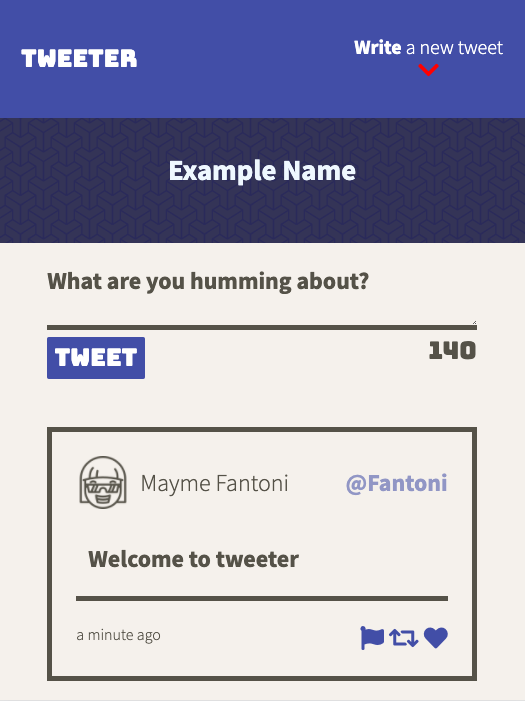 TWEETER
Write a new tweet
Example Name
What are you humming about?
TWEET
140
Mayme Fantoni
@Fantoni
Welcome to tweeter
a minute ago